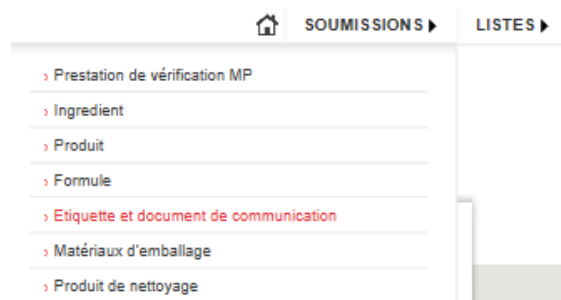 SOUMISSIONS LISTES
Prestation de vérification MP
Ingredient
Produit
Formule
Etiquette et document de communication
Matériaux d'emballage
Produit de nettoyage